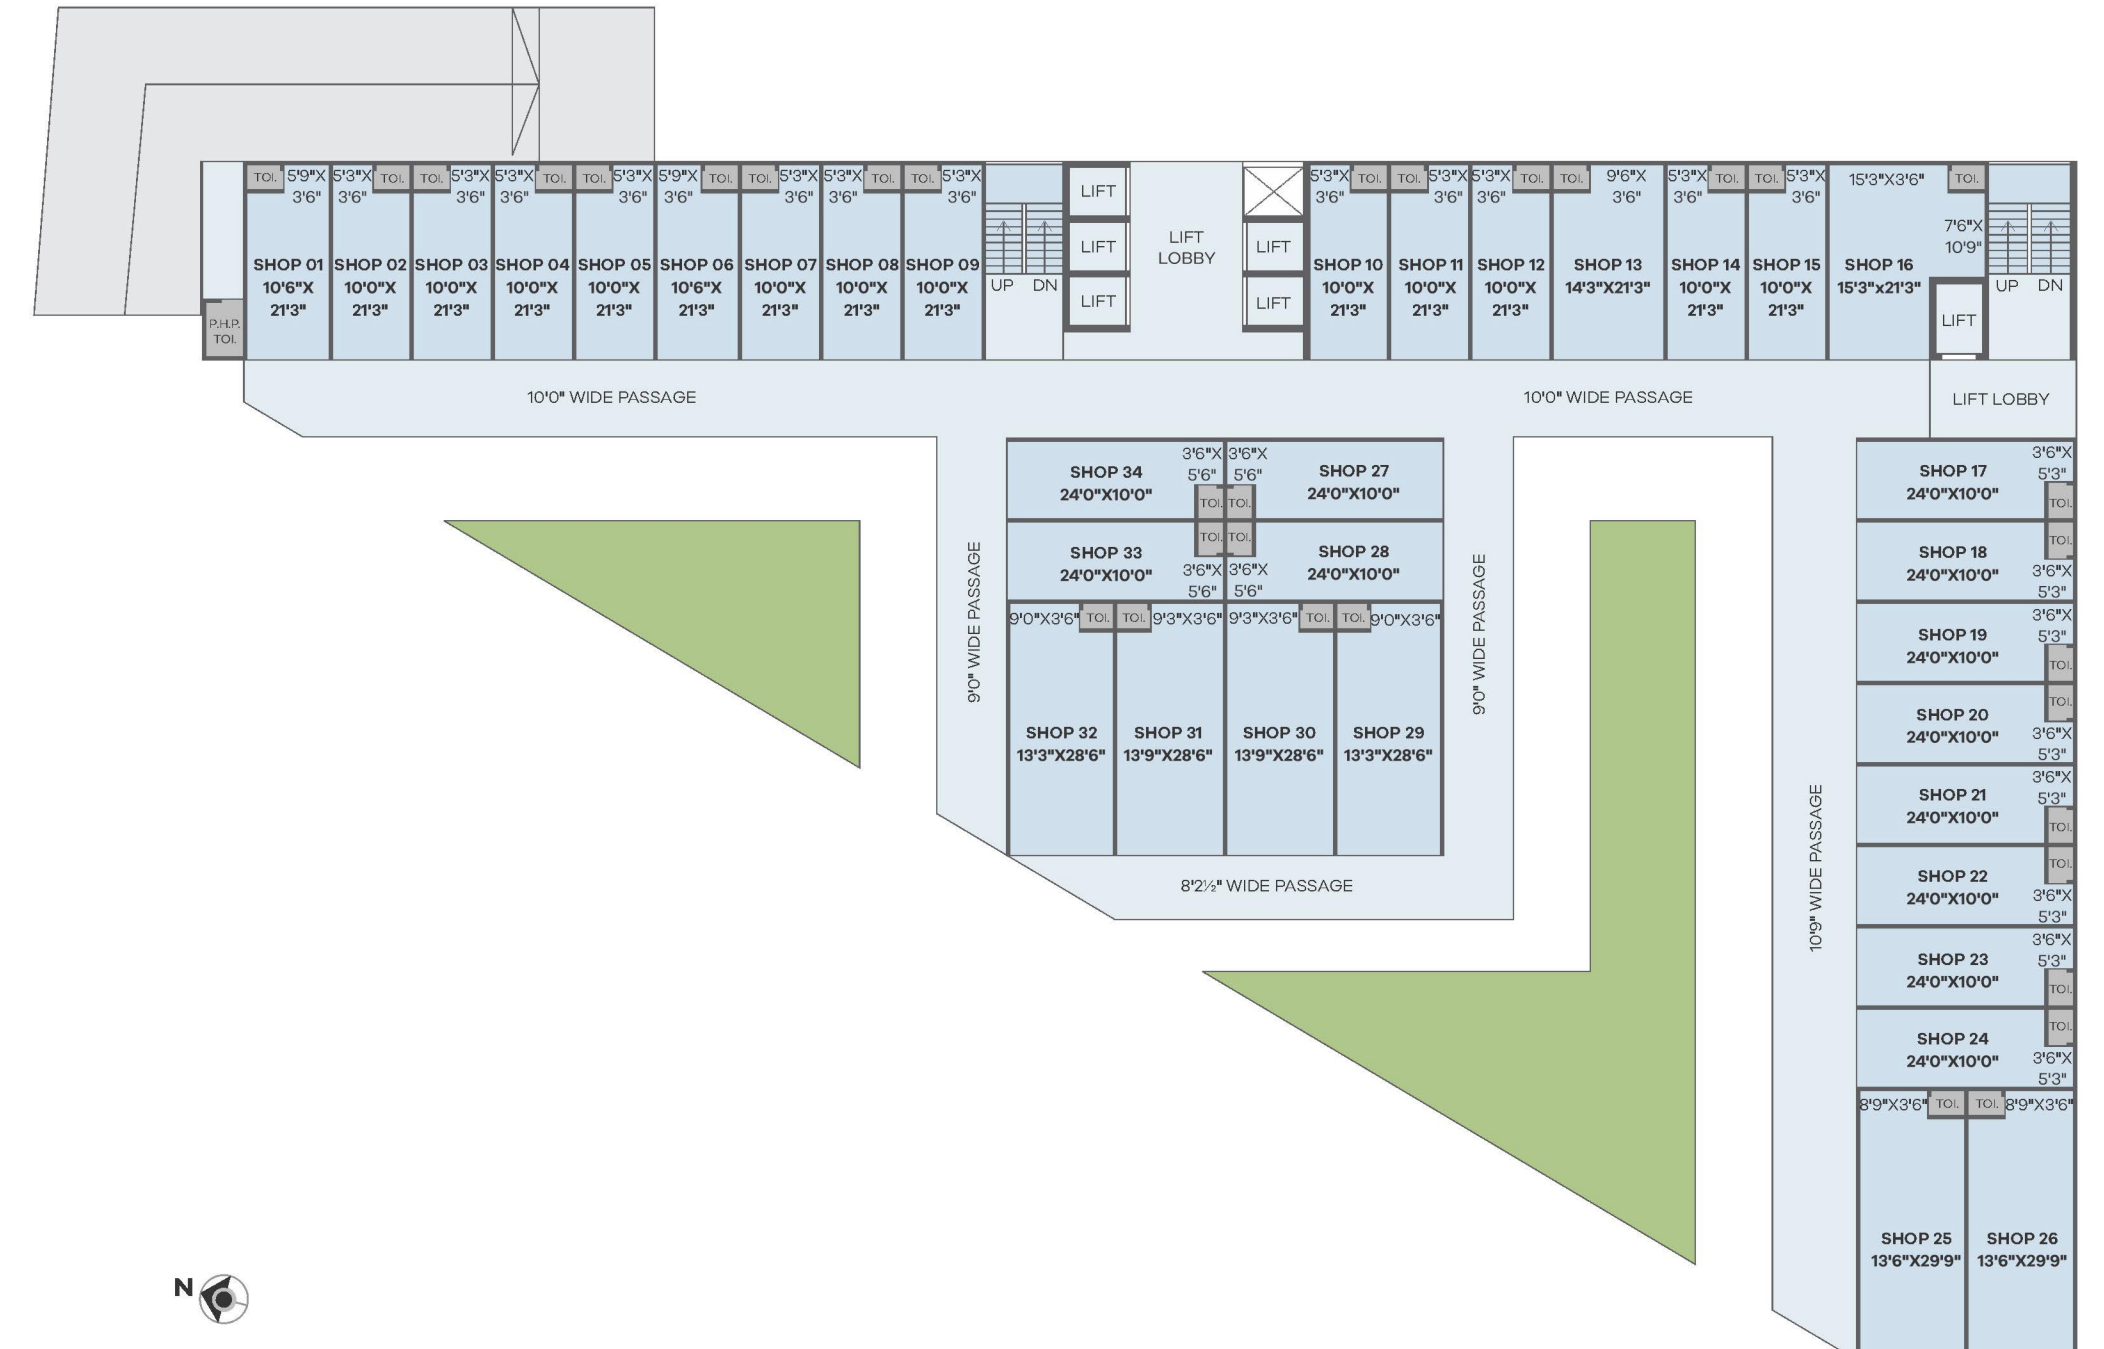 TOI.
5'9"X
3'6"
5'3"X
3'6"
TOI.
TOI.
5'3"X
3'6"
5'3"X
3'6"
TOI.
TOI.
5'3"X
3'6"
5'9"X
3'6"
TOI.
TOI.
5'3"X
3'6"
5'3"X
3'6"
TOI.
TOI.
5'3"X
3'6"
SHOP 01
10'6"X
21'3"
SHOP 02
10'0"X
21'3"
SHOP 03
10'0"X
21'3"
SHOP 04
10'0"X
21'3"
SHOP 05
10'0"X
21'3"
SHOP 06
10'6"X
21'3"
SHOP 07
10'0"X
21'3"
SHOP 08
10'0"X
21'3"
SHOP 09
10'0"X
21'3"
P.H.P.
TOI.
UP
DN
LIFT
LIFT
LIFT
LIFT
LOBBY
LIFT
LIFT
5'3"X
3'6"
TOI.
TOI.
5'3"X
3'6"
5'3"X
3'6"
TOI.
TOI.
9'6"X
3'6"
5'3"X
3'6"
TOI.
TOI.
5'3"X
3'6"
15'3"X3'6"
TOI.
7'6"X
10'9"
SHOP 10
10'0"X
21'3"
SHOP 11
10'0"X
21'3"
SHOP 12
10'0"X
21'3"
SHOP 13
14'3"X21'3"
SHOP 14
10'0"X
21'3"
SHOP 15
10'0"X
21'3"
SHOP 16
15'3"x21'3"
UP
DN
LIFT
10'0" WIDE PASSAGE
10'0" WIDE PASSAGE
LIFT LOBBY
SHOP 34
24'0"X10'0"
3'6"X
5'6"
TOI.
3'6"X
5'6"
TOI.
SHOP 27
24'0"X10'0"
SHOP 33
24'0"X10'0"
TOI.
3'6"X
5'6"
TOI.
3'6"X
5'6"
SHOP 28
24'0"X10'0"
9'0" WIDE PASSAGE
9'0" WIDE PASSAGE
9'0"X3'6"
TOI.
TOI.
9'3"X3'6"
9'3"X3'6"
TOI.
TOI.
9'0"X3'6"
SHOP 32
13'3"X28'6"
SHOP 31
13'9"X28'6"
SHOP 30
13'9"X28'6"
SHOP 29
13'3"X28'6"
8'2½" WIDE PASSAGE
10'9" WIDE PASSAGE
SHOP 17
24'0"X10'0"
3'6"X
5'3"
TOI.
SHOP 18
24'0"X10'0"
TOI.
3'6"X
5'3"
SHOP 19
24'0"X10'0"
3'6"X
5'3"
TOI.
SHOP 20
24'0"X10'0"
TOI.
3'6"X
5'3"
SHOP 21
24'0"X10'0"
3'6"X
5'3"
TOI.
SHOP 22
24'0"X10'0"
TOI.
3'6"X
5'3"
SHOP 23
24'0"X10'0"
3'6"X
5'3"
TOI.
SHOP 24
24'0"X10'0"
TOI.
3'6"X
5'3"
8'9"X3'6"
TOI.
TOI.
8'9"X3'6"
SHOP 25
13'6"X29'9"
SHOP 26
13'6"X29'9"
N